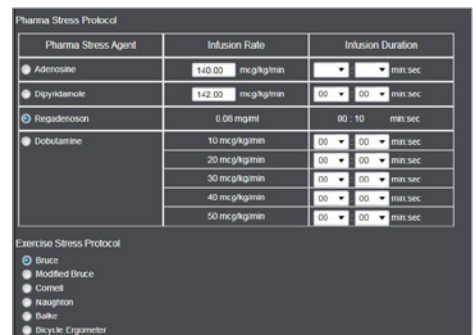 Pharma Stress Protocol
Pharma Stress Agent Infusion Rate Infusion Duration
Adenosine 140.00 mcg/kg/min : min:sec
Dipyridamole 142.00 mcg/kg/min 00 : 00 min:sec
Regadenoson 0.08 mg/ml 00 : 10 min:sec
Dobutamine 10 mcg/kg/min 00 : 00 min:sec
20 mcg/kg/min 00 : 00 min:sec
30 mcg/kg/min 00 : 00 min:sec
40 mcg/kg/min 00 : 00 min:sec
50 mcg/kg/min 00 : 00 min:sec
Exercise Stress Protocol
Bruce
Modified Bruce
Cornell
Naughton
Balke
Bicycle Ergometer